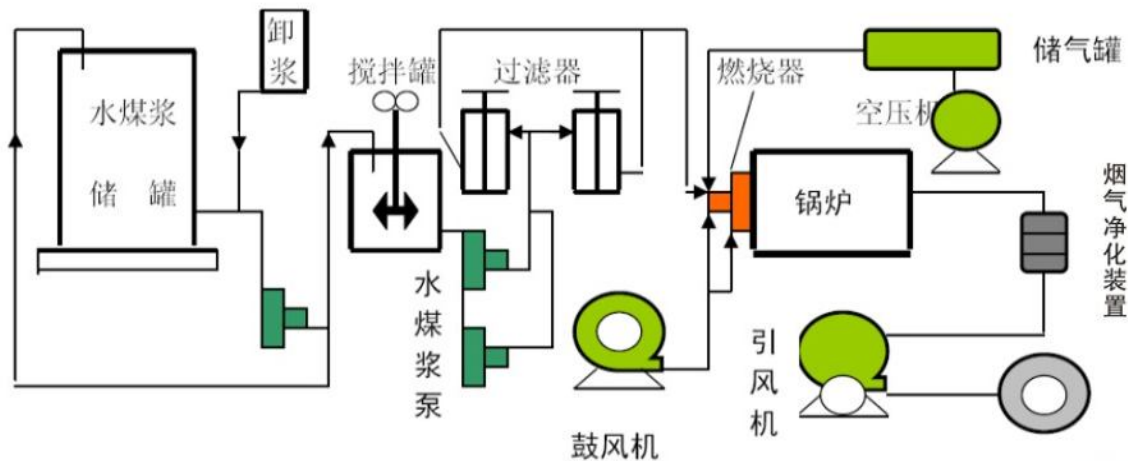 卸浆
水煤浆
储 罐
搅拌罐
过滤器
燃烧器
储气罐
空压机
锅炉
烟气净化装置
水煤浆泵
鼓风机
引风机